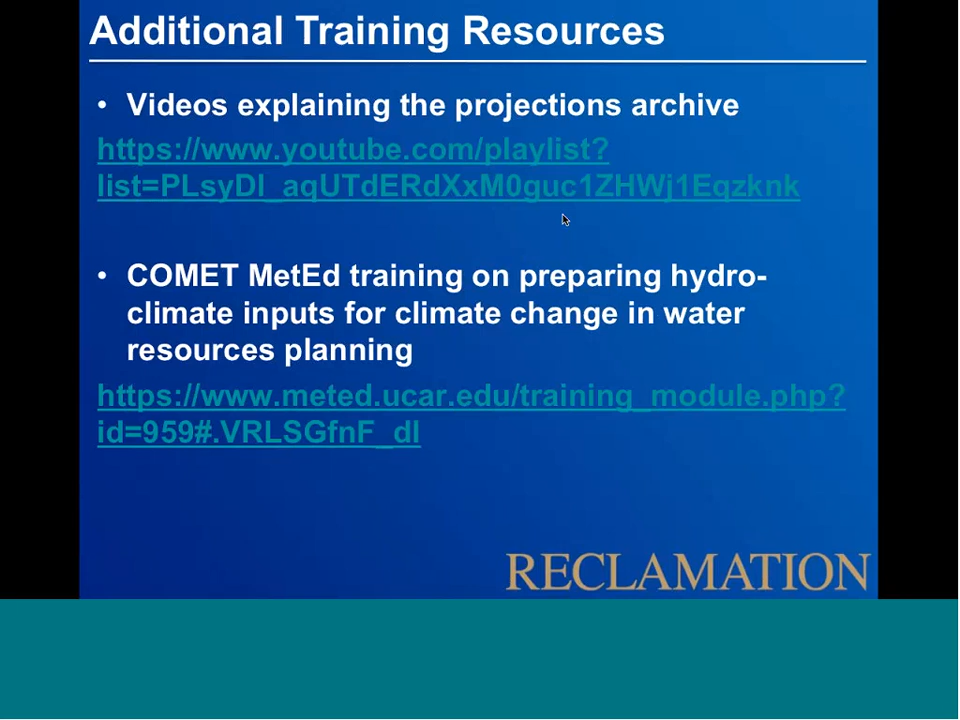 Additional Training Resources
• Videos explaining the projections archive
https://www.youtube.com/playlist?
list=PLsyDl_aqUTdERdXxM0guc1ZHWj1Eqzknk
• COMET MetEd training on preparing hydro-
climate inputs for climate change in water
resources planning
https://www.meted.ucar.edu/training_module.php?
id=959#.VRLSGfnF_dI
RECLAMATION